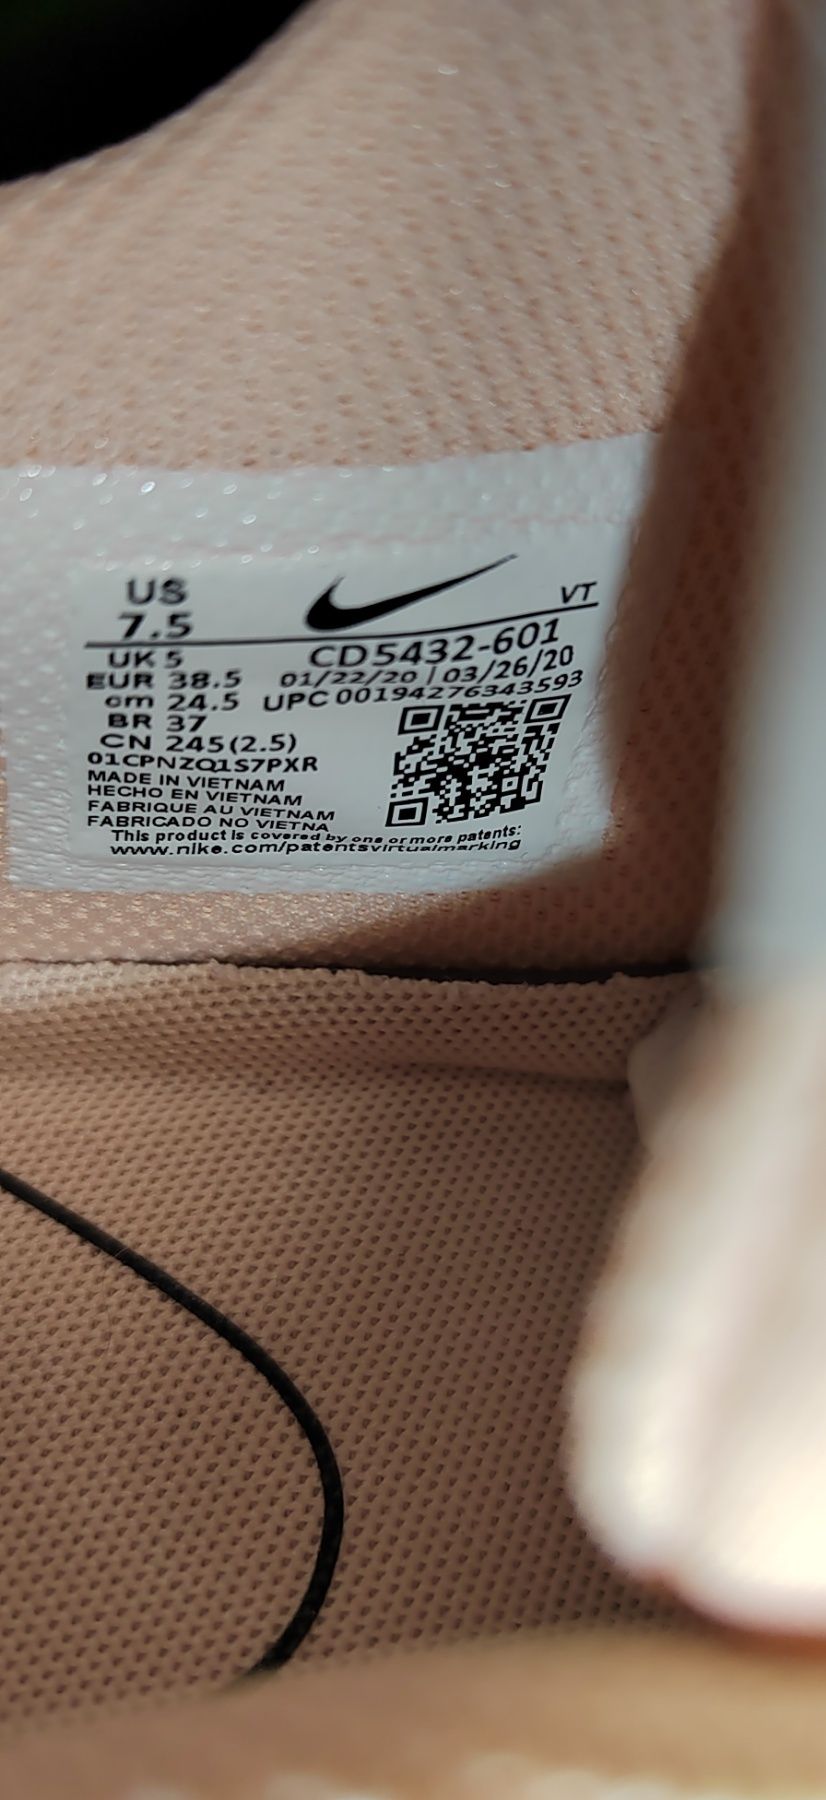 US
7.5
VT
UK 5
CD5432-601
EUR 38.5
01/22/20 | 03/26/20
cm 24.5
UPC 00194276343593
BR 37
CN 245(2.5)
01CPNZQ1S7PXR
MADE IN VIETNAM
HECHO EN VIETNAM
FABRIQUE AU VIETNAM
FABRICADO NO VIETNA
This product is covered by one or more patents:
www.nike.com/patentsvirtualmarking